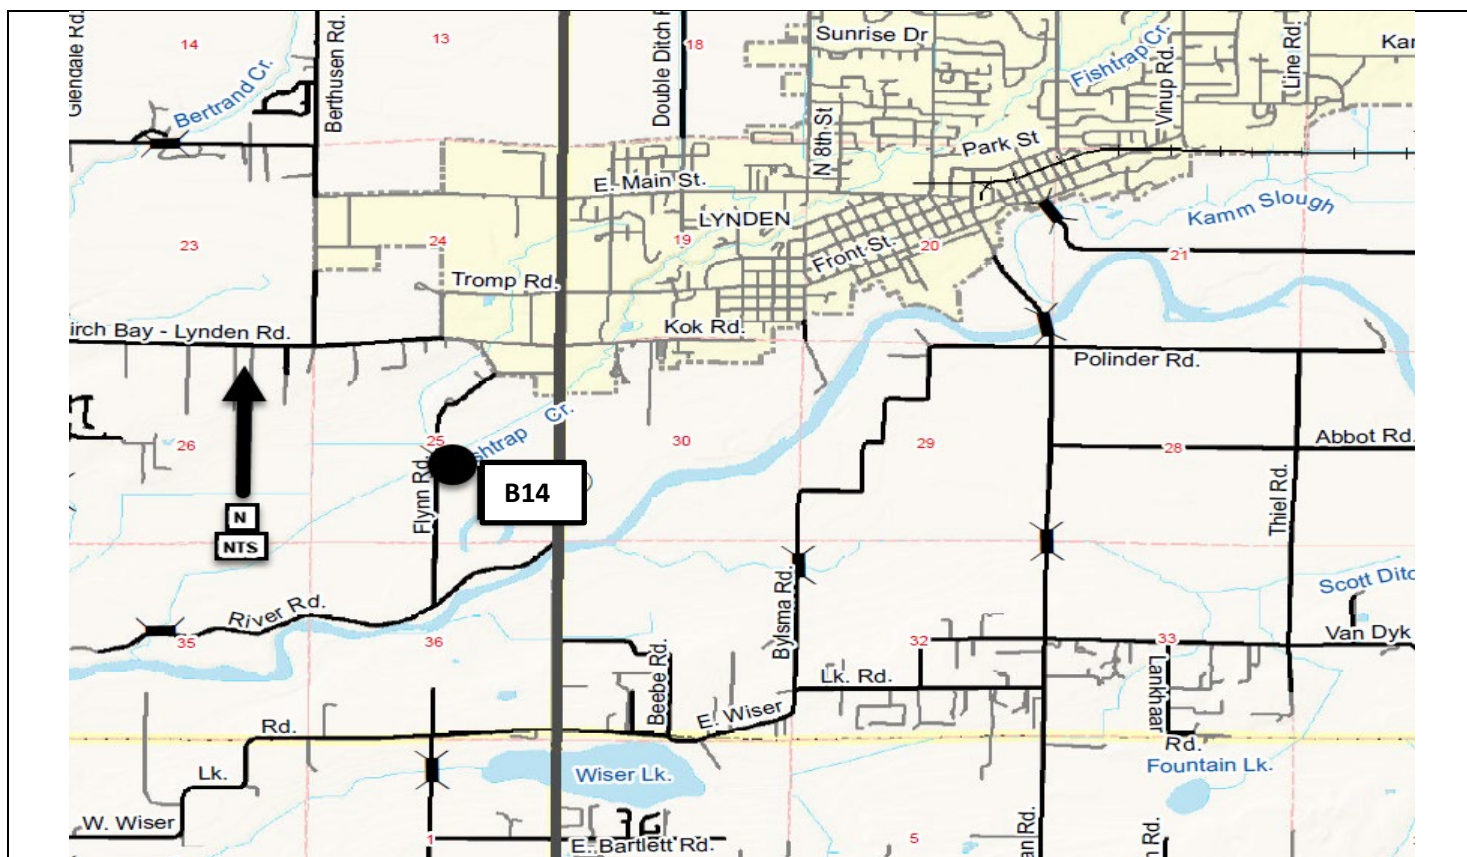 Glendale Rd.
14
Bertrand Cr.
Berthusen Rd.
13
Double Ditch R
18
Sunrise Dr
N 8th St
Fishtrap Cr.
Vinup Rd.
Line Rd.
Kar
Park St
E. Main St.
LYNDEN
Kamm Slough
23
24
19
Front St.
20
21
Tromp Rd.
irch Bay - Lynden Rd.
Kok Rd.
Polinder Rd.
26
25
shtrap Cr.
30
29
28
Abbot Rd.
Flynn Rd.
B14
Thiel Rd.
N
NTS
River Rd.
Bylsma Rd.
Scott Ditc
35
36
Beebe Rd.
32
33
Van Dyk
Lk. Rd.
Lankhaar
Rd.
E. Wiser
Rd.
Lk.
Wiser Lk.
Fountain Lk.
W. Wiser
1
E. Bartlett Rd.
5
an Rd.
n Rd.